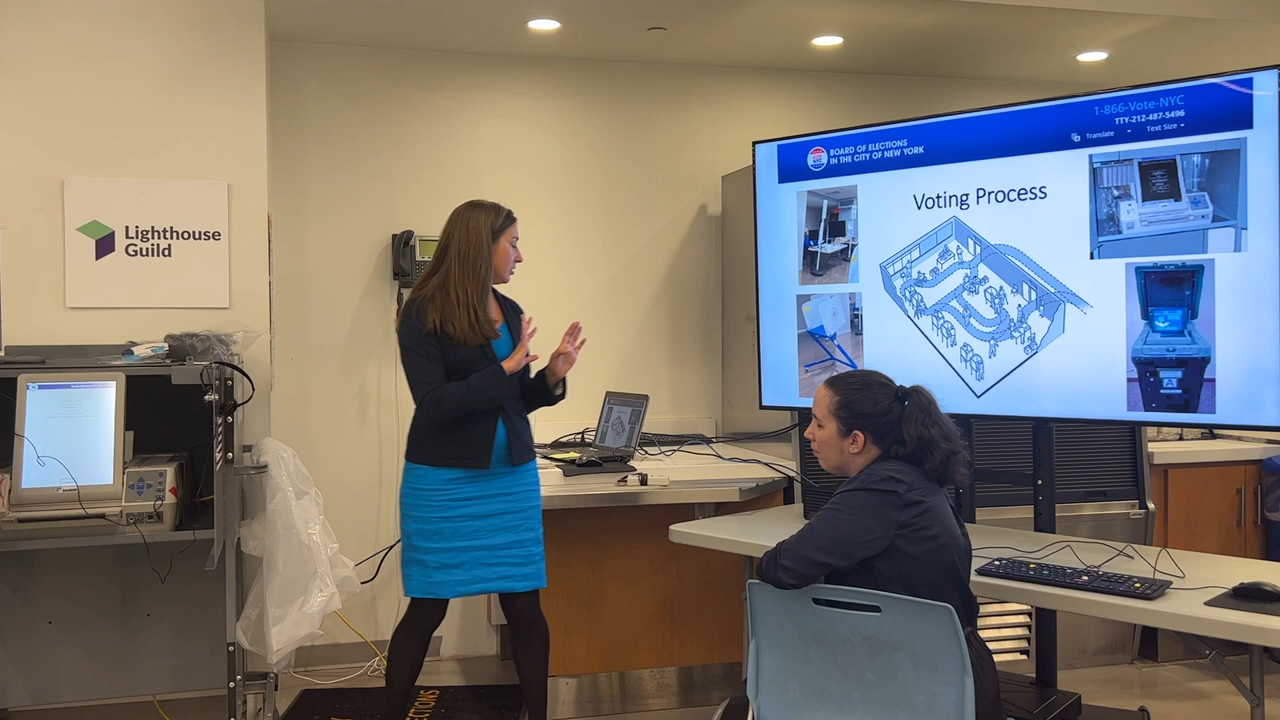 Lighthouse
Guild
1-866-Vote-NYC
TTY-212-487-5496
Translate
Text Size
BOARD OF ELECTIONS
IN THE CITY OF NEW YORK
Voting Process
A